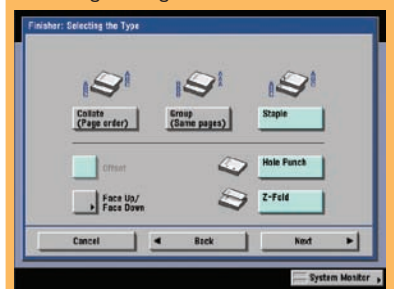 Finisher: Selecting the Type
Collate
(Page order)
Group
(Same pages)
Staple
Offset
Hole Punch
Face Up/
Face Down
Z-Fold
Cancel
Back
Next
System Monitor